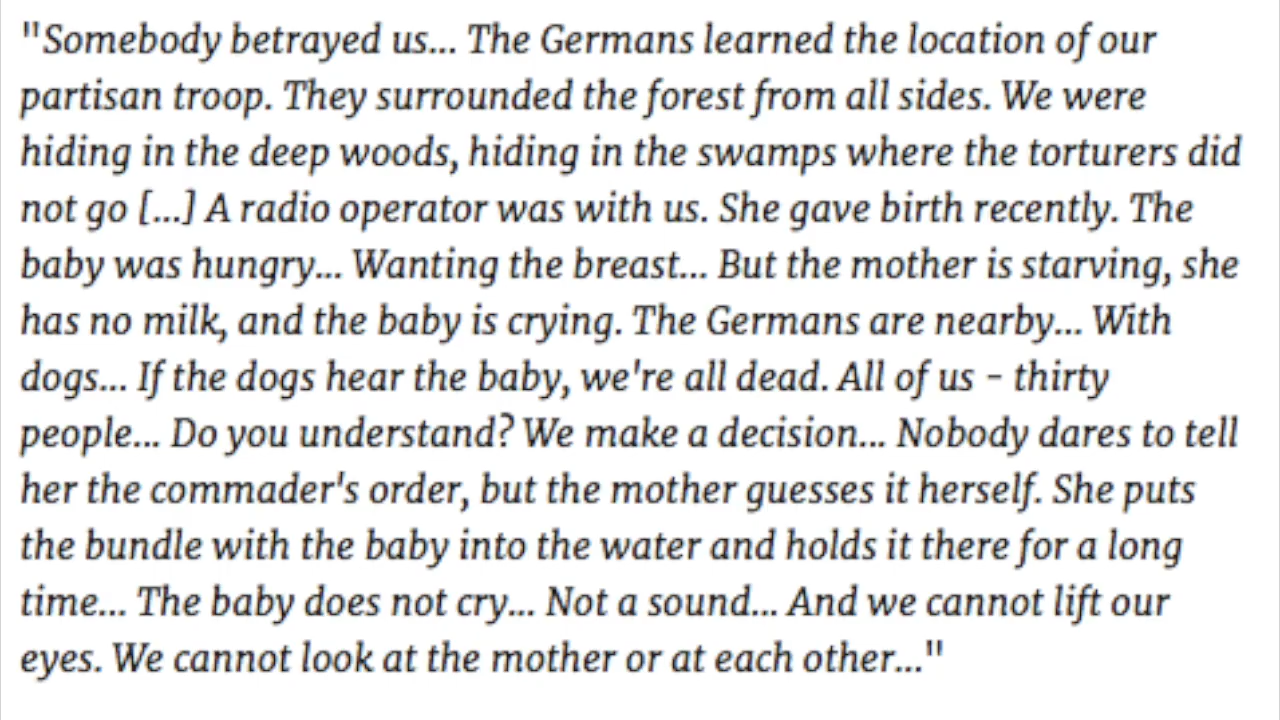 "Somebody betrayed us... The Germans learned the location of our
partisan troop. They surrounded the forest from all sides. We were
hiding in the deep woods, hiding in the swamps where the torturers did
not go [...] A radio operator was with us. She gave birth recently. The
baby was hungry... Wanting the breast... But the mother is starving, she
has no milk, and the baby is crying. The Germans are nearby... With
dogs... If the dogs hear the baby, we're all dead. All of us - thirty
people... Do you understand? We make a decision... Nobody dares to tell
her the commader's order, but the mother guesses it herself. She puts
the bundle with the baby into the water and holds it there for a long
time... The baby does not cry... Not a sound... And we cannot lift our
eyes. We cannot look at the mother or at each other..."